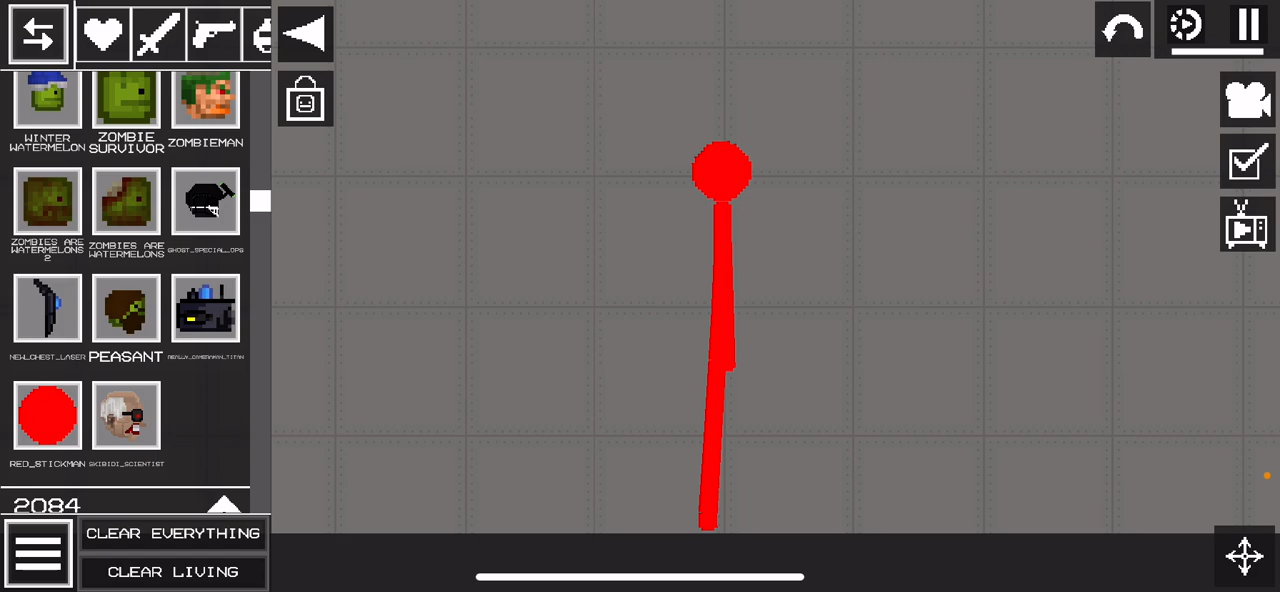 WINTER
WATERMELON
ZOMBIE
SURVIVOR
ZOMBIEMAN
ZOMBIES ARE
WATERMELONS
2
ZOMBIES ARE
WATERMELONS
GHOST_SPECIAL_OPS
NEW_CHEST_LASER
PEASANT
REALLY_CAMERAMAN_TITAN
RED_STICKMAN
SKIBIDI_SCIENTIST
2084
CLEAR EVERYTHING
CLEAR LIVING